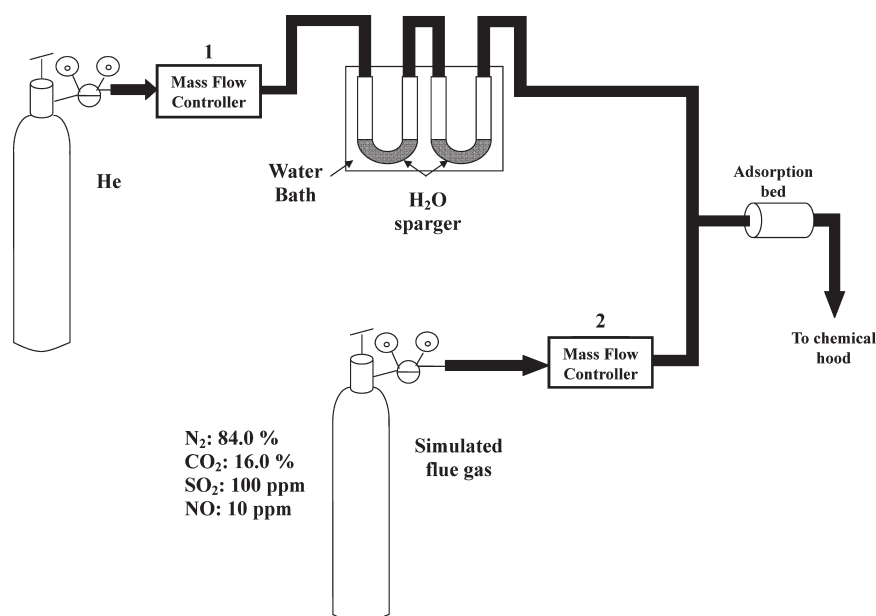 1
Mass Flow
Controller
He
Water
Bath
H₂O
sparger
Adsorption
bed
To chemical
hood
2
Mass Flow
Controller
N₂: 84.0 %
CO₂: 16.0 %
SO₂: 100 ppm
NO: 10 ppm
Simulated
flue gas